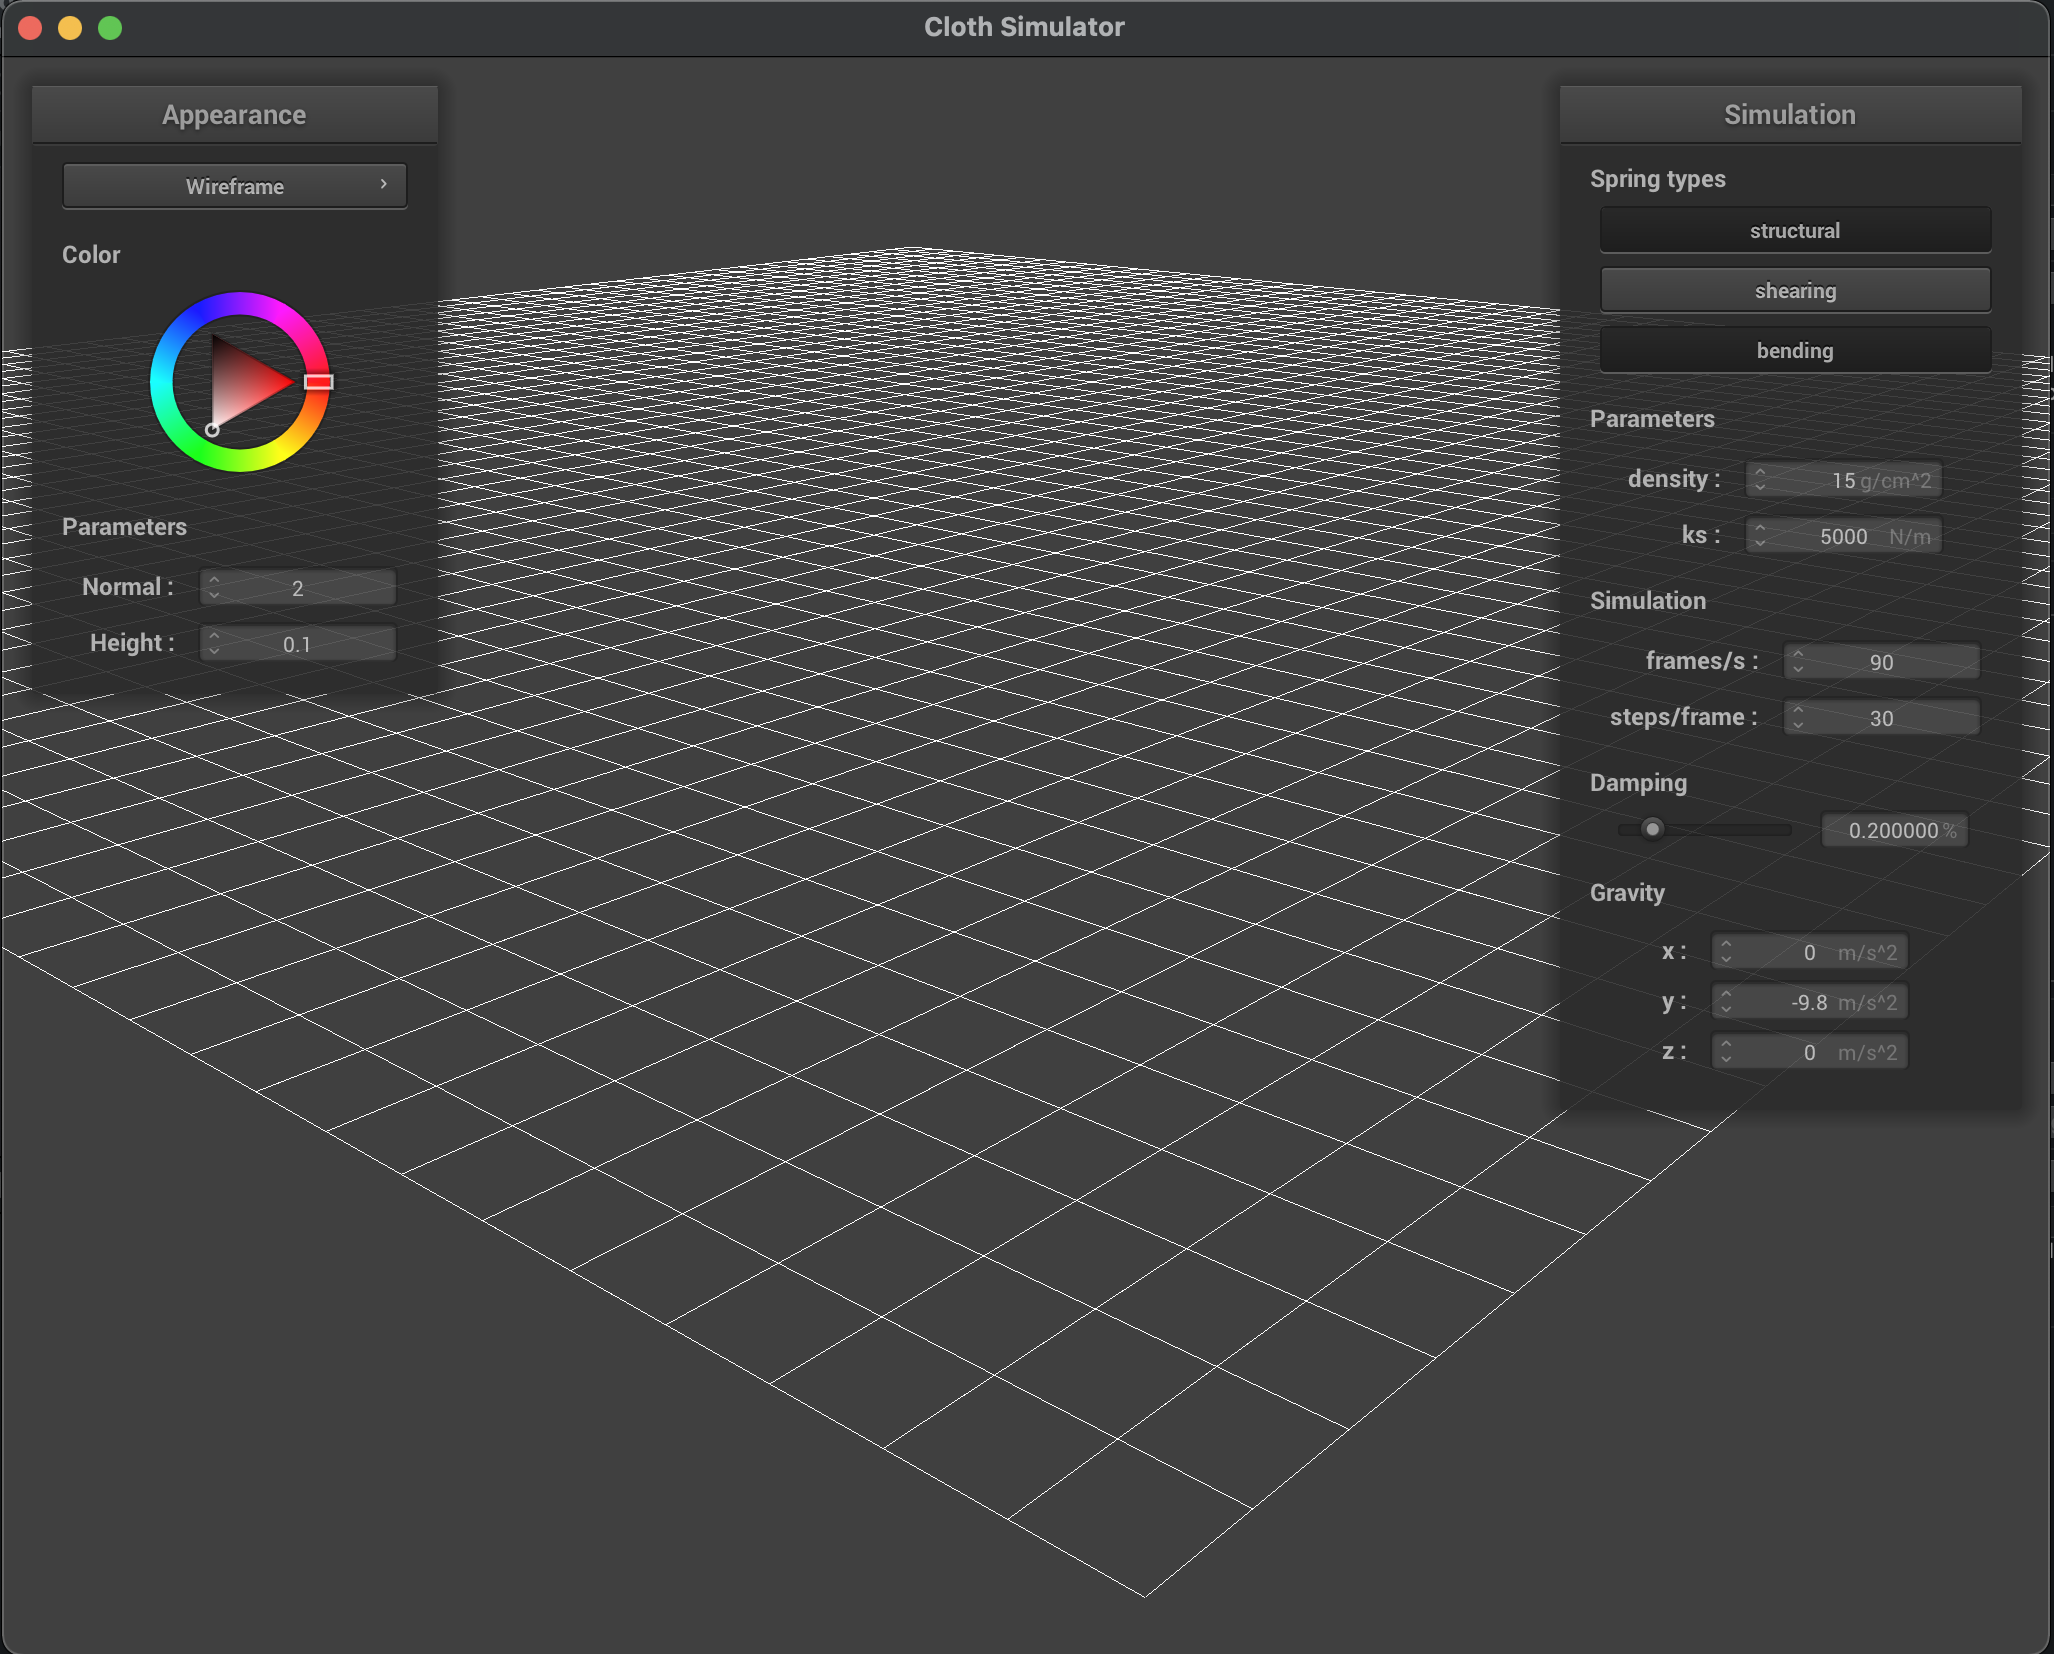 Cloth Simulator
Appearance
Wireframe
Color
Parameters
Normal : 2
Height : 0.1
Simulation
Spring types
structural
shearing
bending
Parameters
density : 15 g/cm^2
ks : 5000 N/m
Simulation
frames/s : 90
steps/frame : 30
Damping
0.200000 %
Gravity
x : 0 m/s^2
y : -9.8 m/s^2
z : 0 m/s^2